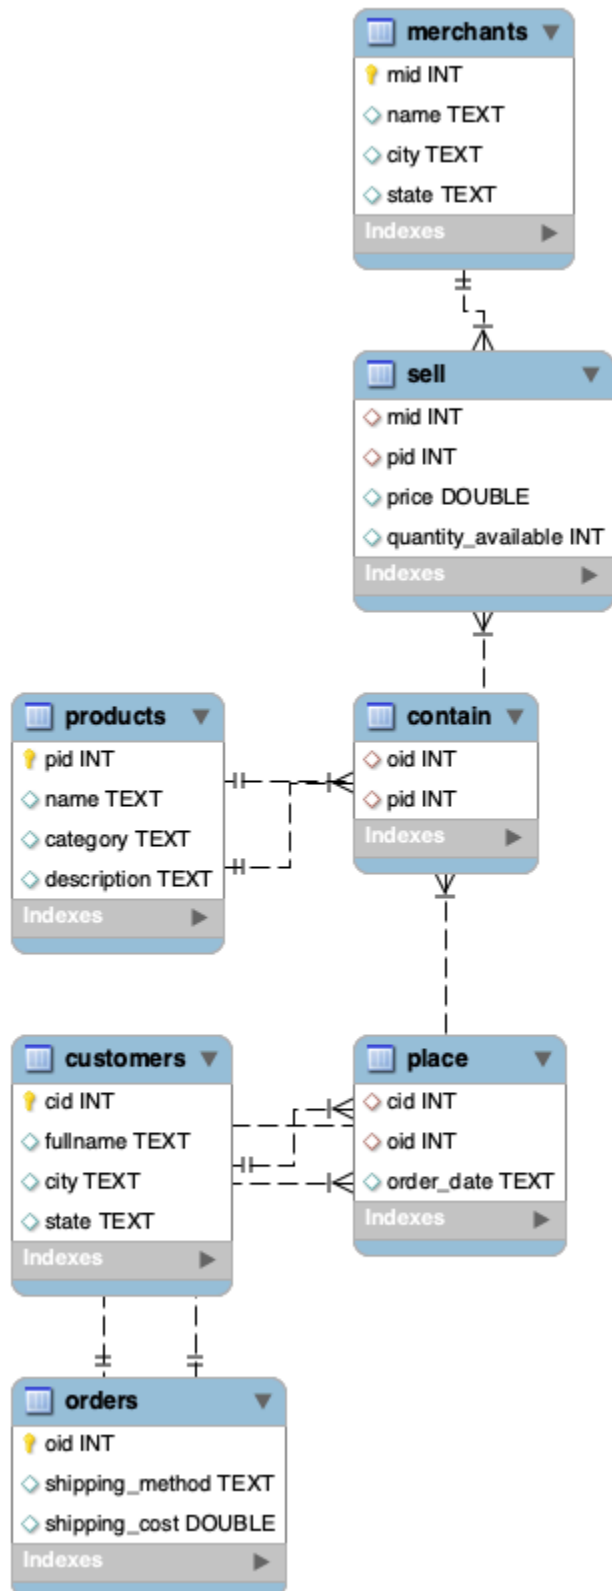 merchants
mid INT
name TEXT
city TEXT
state TEXT
Indexes
sell
mid INT
pid INT
price DOUBLE
quantity_available INT
Indexes
products
pid INT
name TEXT
category TEXT
description TEXT
Indexes
contain
oid INT
pid INT
Indexes
customers
cid INT
fullname TEXT
city TEXT
state TEXT
Indexes
place
cid INT
oid INT
order_date TEXT
Indexes
orders
oid INT
shipping_method TEXT
shipping_cost DOUBLE
Indexes